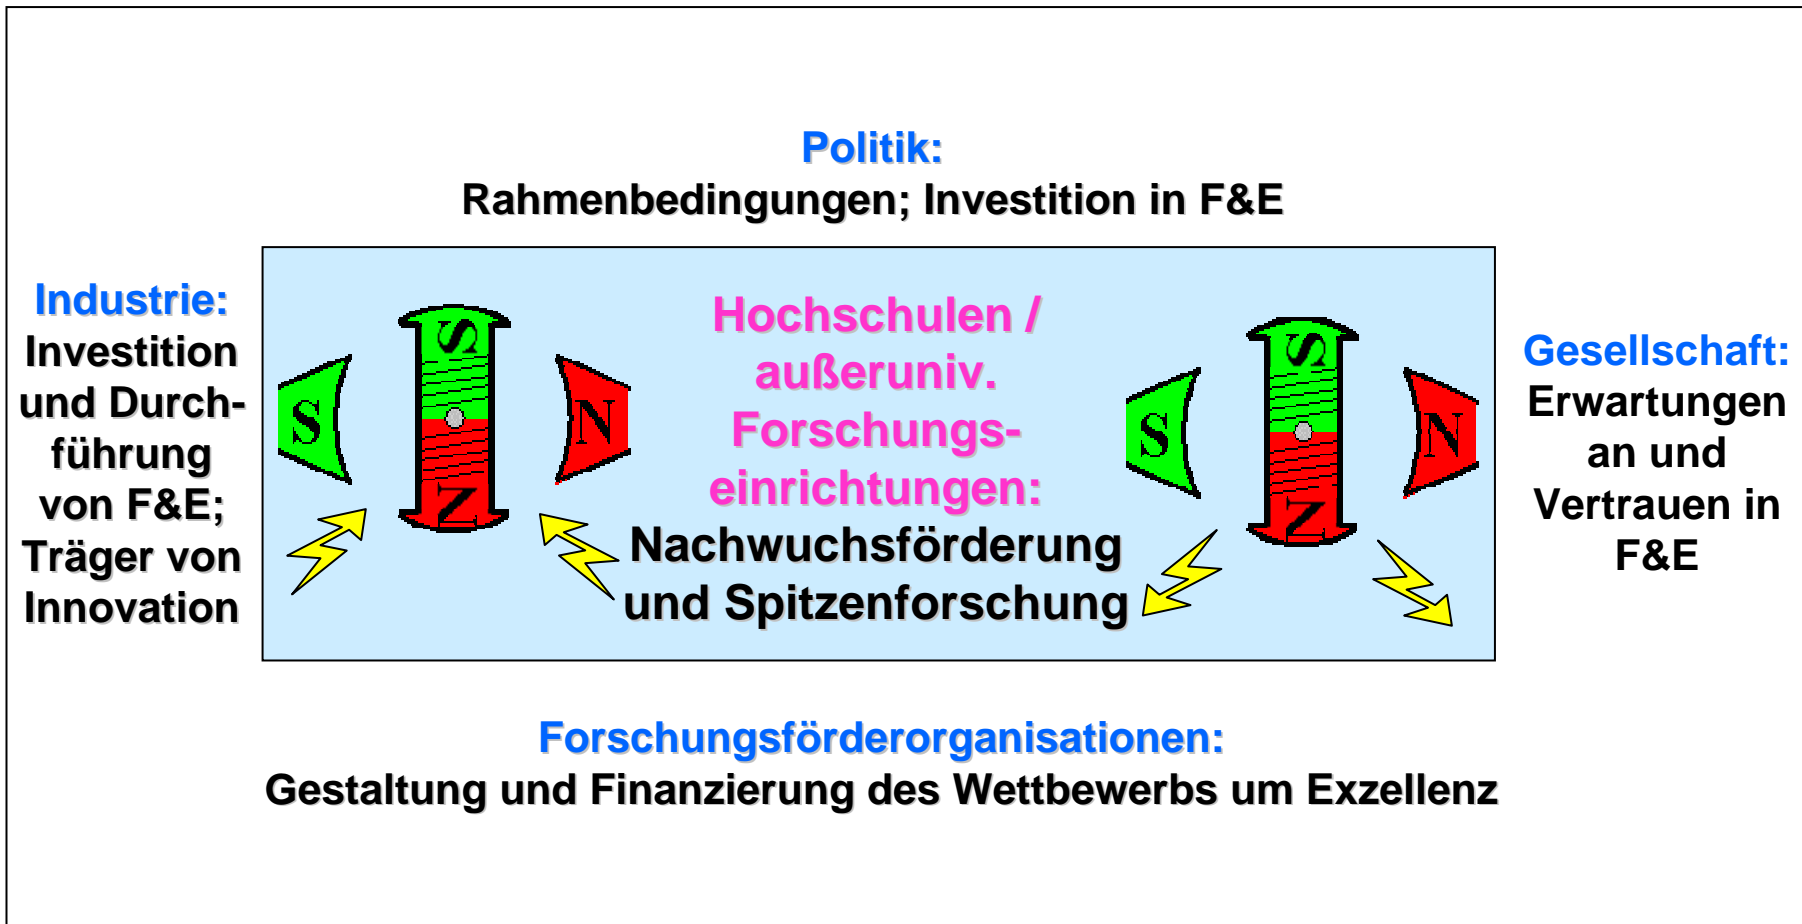 Politik:
Rahmenbedingungen; Investition in F&E
Industrie:
Investition
und Durch-
führung
von F&E;
Träger von
Innovation
S
S
N
N
Hochschulen /
außeruniv.
Forschungs-
einrichtungen:
Nachwuchsförderung
und Spitzenforschung
S
S
N
N
Gesellschaft:
Erwartungen
an und
Vertrauen in
F&E
Forschungsförderorganisationen:
Gestaltung und Finanzierung des Wettbewerbs um Exzellenz